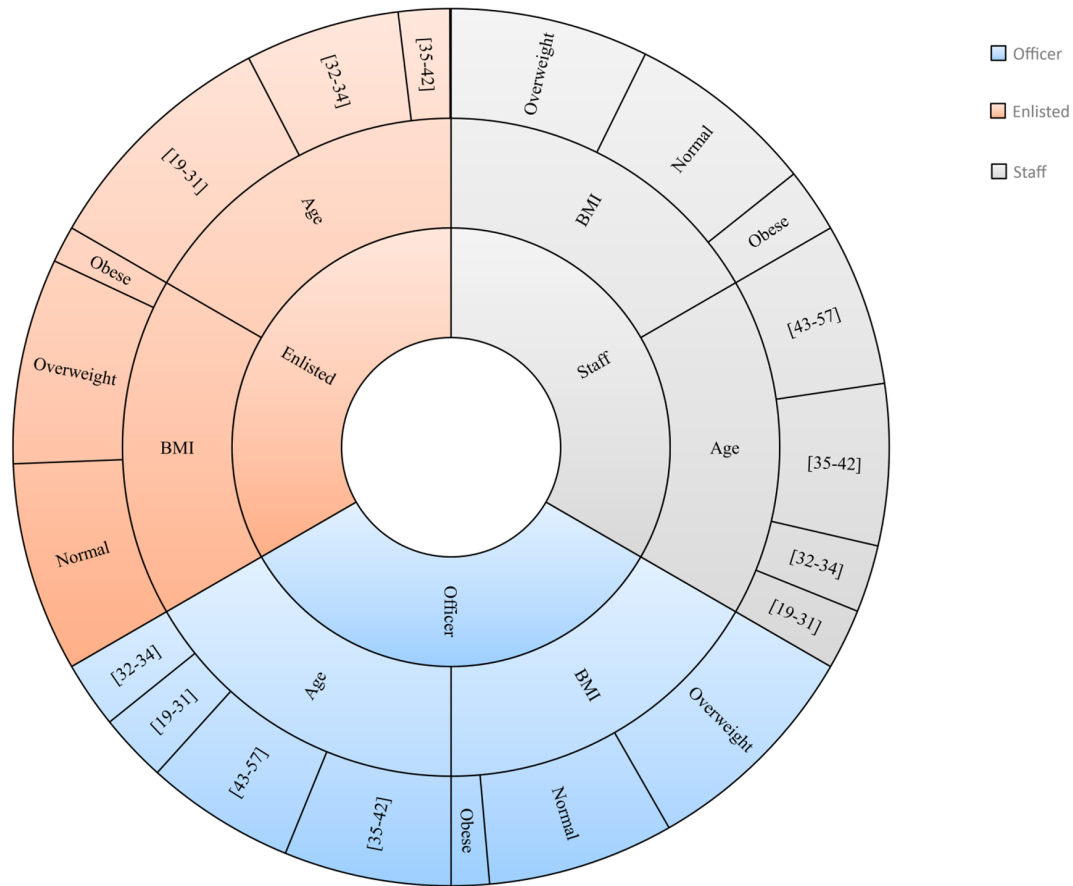 Officer
Enlisted
Staff
Staff
BMI
Overweight
Normal
Obese
Age
[43-57]
[35-42]
[32-34]
[19-31]
Officer
BMI
Overweight
Normal
Obese
Age
[35-42]
[43-57]
[19-31]
[32-34]
Enlisted
BMI
Normal
Overweight
Obese
Age
[19-31]
[32-34]
[35-42]